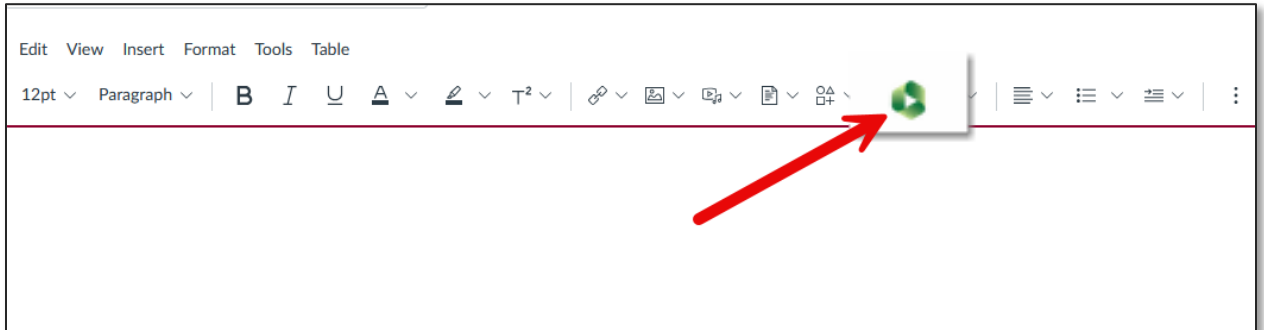 Edit View Insert Format Tools Table
12pt Paragraph B I U A T²